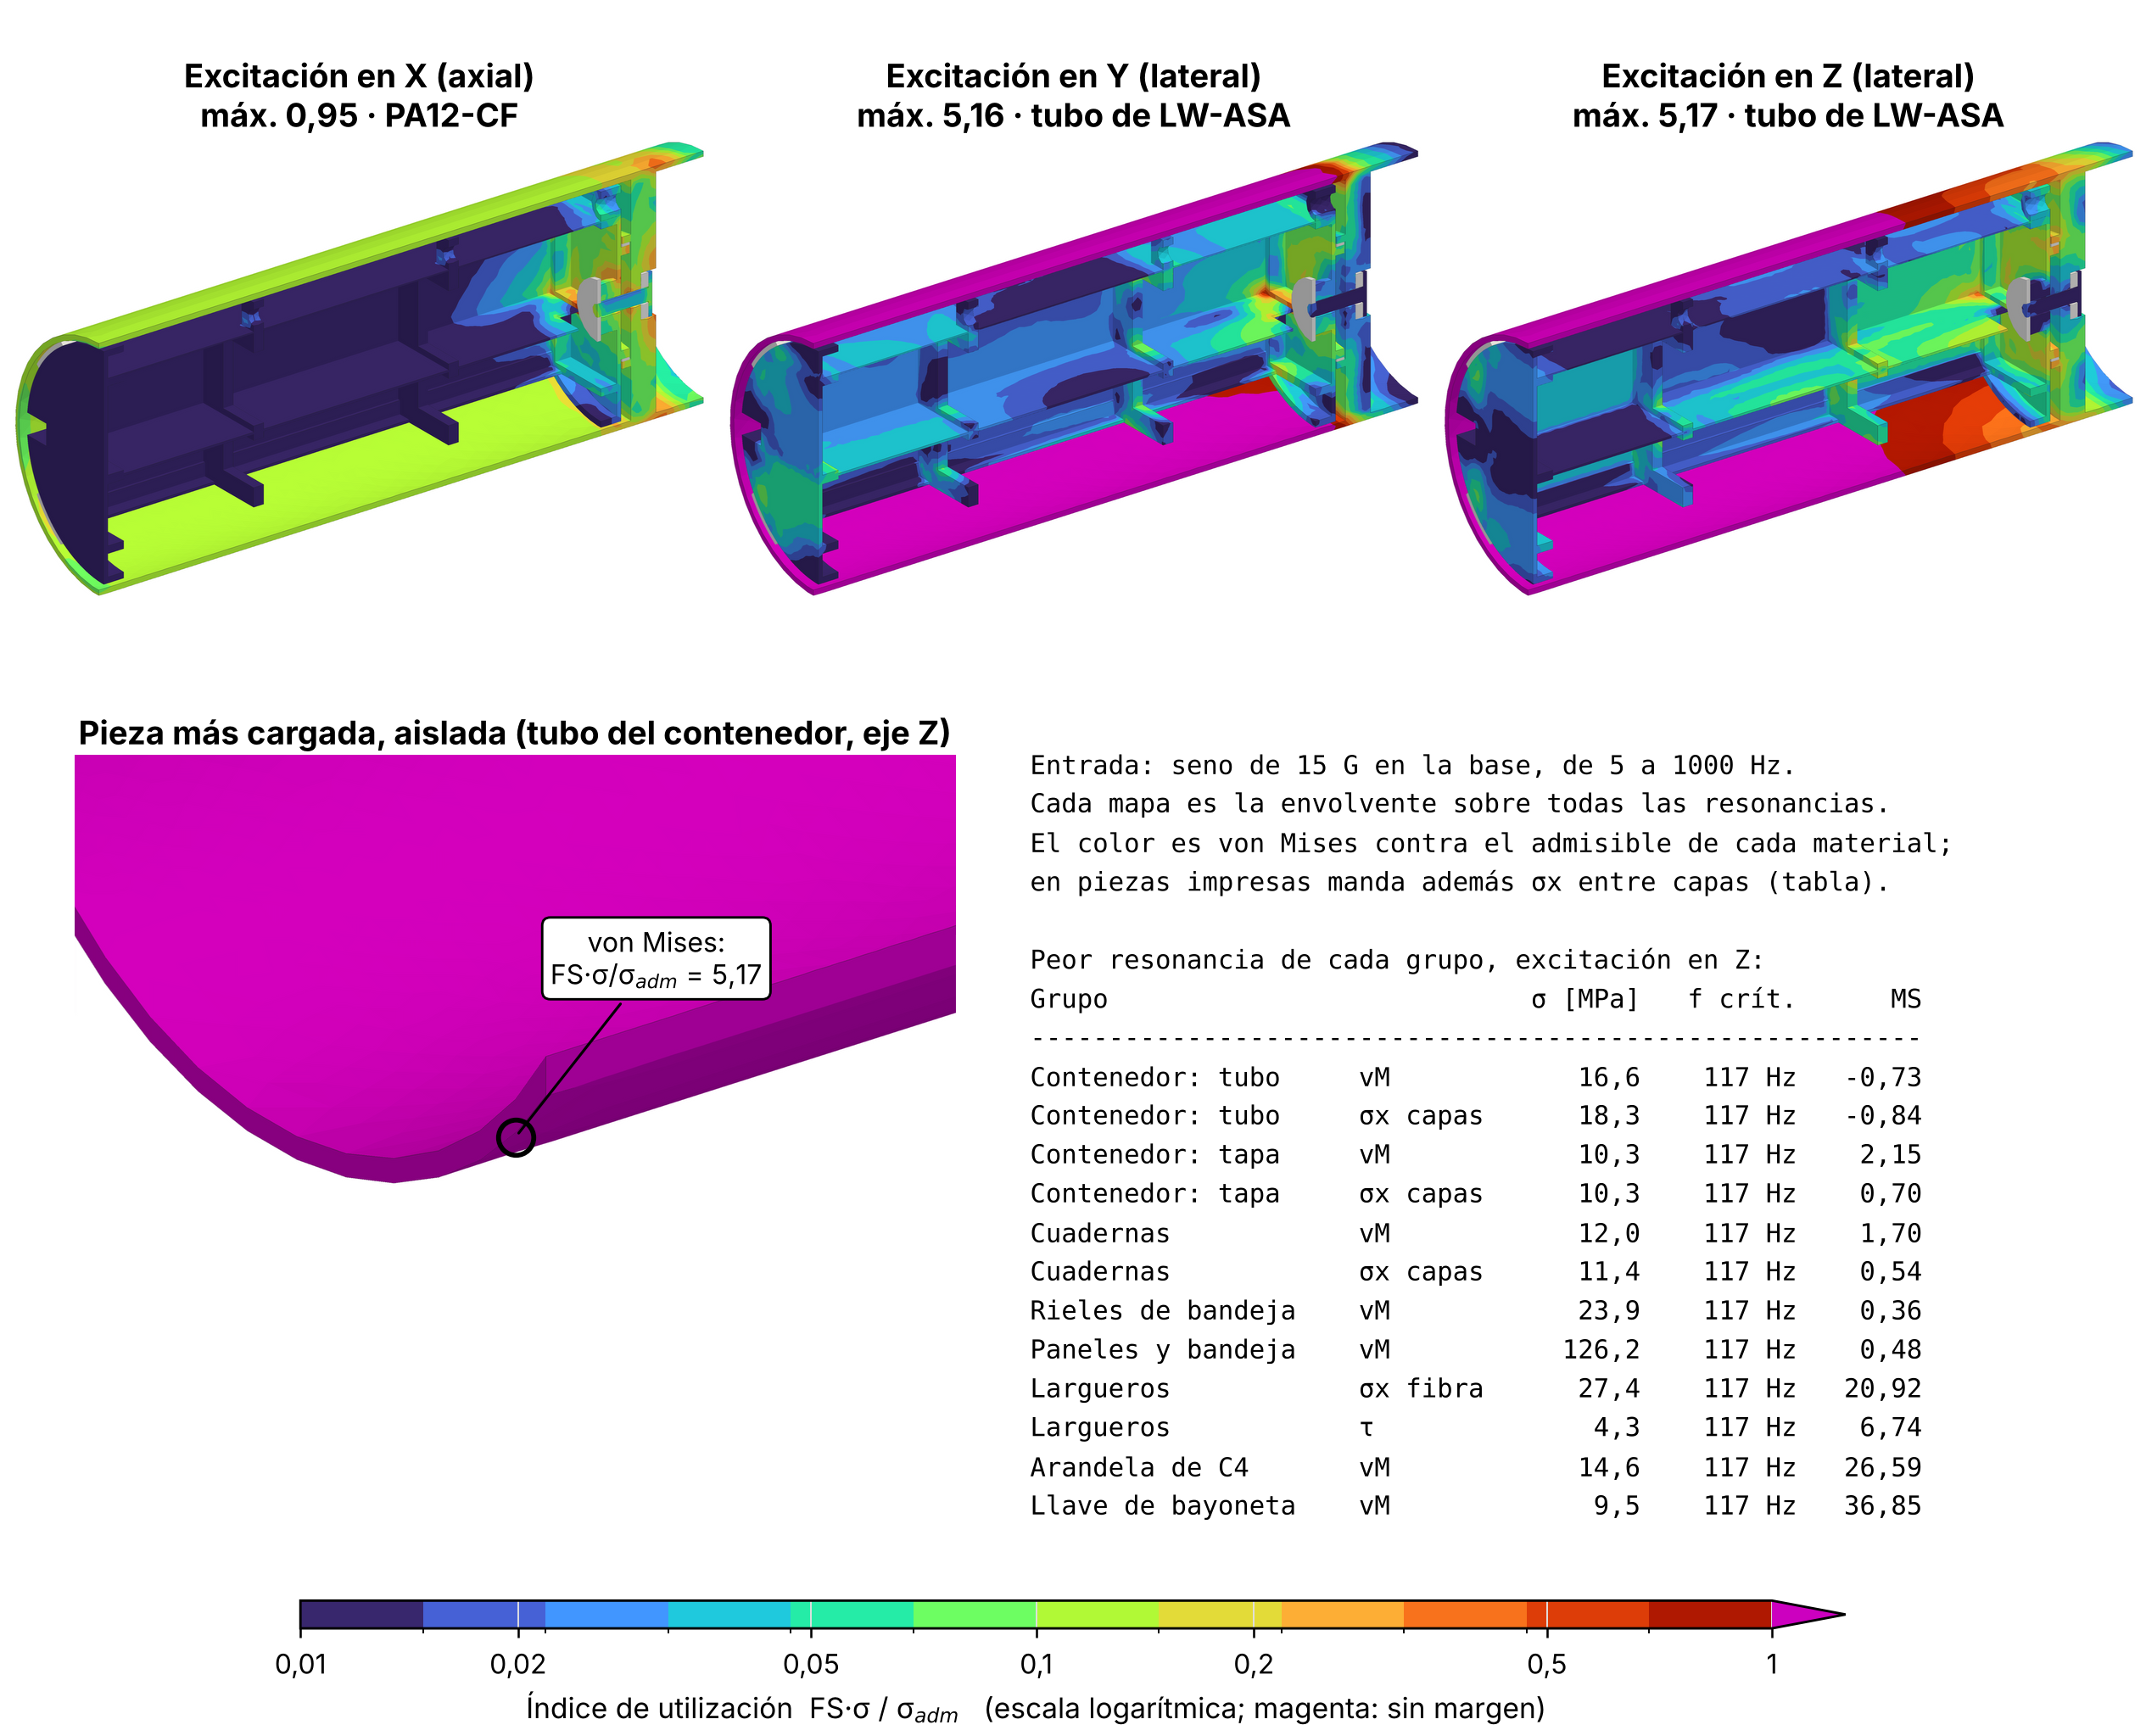 Excitación en X (axial)
máx. 0,95 · PA12-CF
Excitación en Y (lateral)
máx. 5,16 · tubo de LW-ASA
Excitación en Z (lateral)
máx. 5,17 · tubo de LW-ASA
Pieza más cargada, aislada (tubo del contenedor, eje Z)
von Mises:
FS·σ/σadm = 5,17
Entrada: seno de 15 G en la base, de 5 a 1000 Hz.
Cada mapa es la envolvente sobre todas las resonancias.
El color es von Mises contra el admisible de cada material;
en piezas impresas manda además σx entre capas (tabla).
Peor resonancia de cada grupo, excitación en Z:
Grupo σ [MPa] f crít. MS
---------------------------------------------------------
Contenedor: tubo vM 16,6 117 Hz -0,73
Contenedor: tubo σx capas 18,3 117 Hz -0,84
Contenedor: tapa vM 10,3 117 Hz 2,15
Contenedor: tapa σx capas 10,3 117 Hz 0,70
Cuadernas vM 12,0 117 Hz 1,70
Cuadernas σx capas 11,4 117 Hz 0,54
Rieles de bandeja vM 23,9 117 Hz 0,36
Paneles y bandeja vM 126,2 117 Hz 0,48
Largueros σx fibra 27,4 117 Hz 20,92
Largueros τ 4,3 117 Hz 6,74
Arandela de C4 vM 14,6 117 Hz 26,59
Llave de bayoneta vM 9,5 117 Hz 36,85
0,01 0,02 0,05 0,1 0,2 0,5 1
Índice de utilización FS·σ / σadm (escala logarítmica; magenta: sin margen)